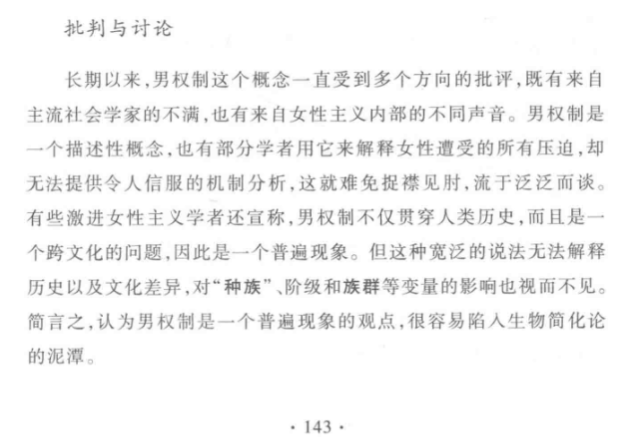 批判与讨论
长期以来,男权制这个概念一直受到多个方向的批评,既有来自
主流社会学家的不满,也有来自女性主义内部的不同声音。男权制是
一个描述性概念,也有部分学者用它来解释女性遭受的所有压迫,却
无法提供令人信服的机制分析,这就难免捉襟见肘,流于泛泛而谈。
有些激进女性主义学者还宣称,男权制不仅贯穿人类历史,而且是一
个跨文化的问题,因此是一个普遍现象。但这种宽泛的说法无法解释
历史以及文化差异,对“种族”、阶级和族群等变量的影响也视而不见。
简言之,认为男权制是一个普遍现象的观点,很容易陷入生物简化论
的泥潭。
· 143 ·